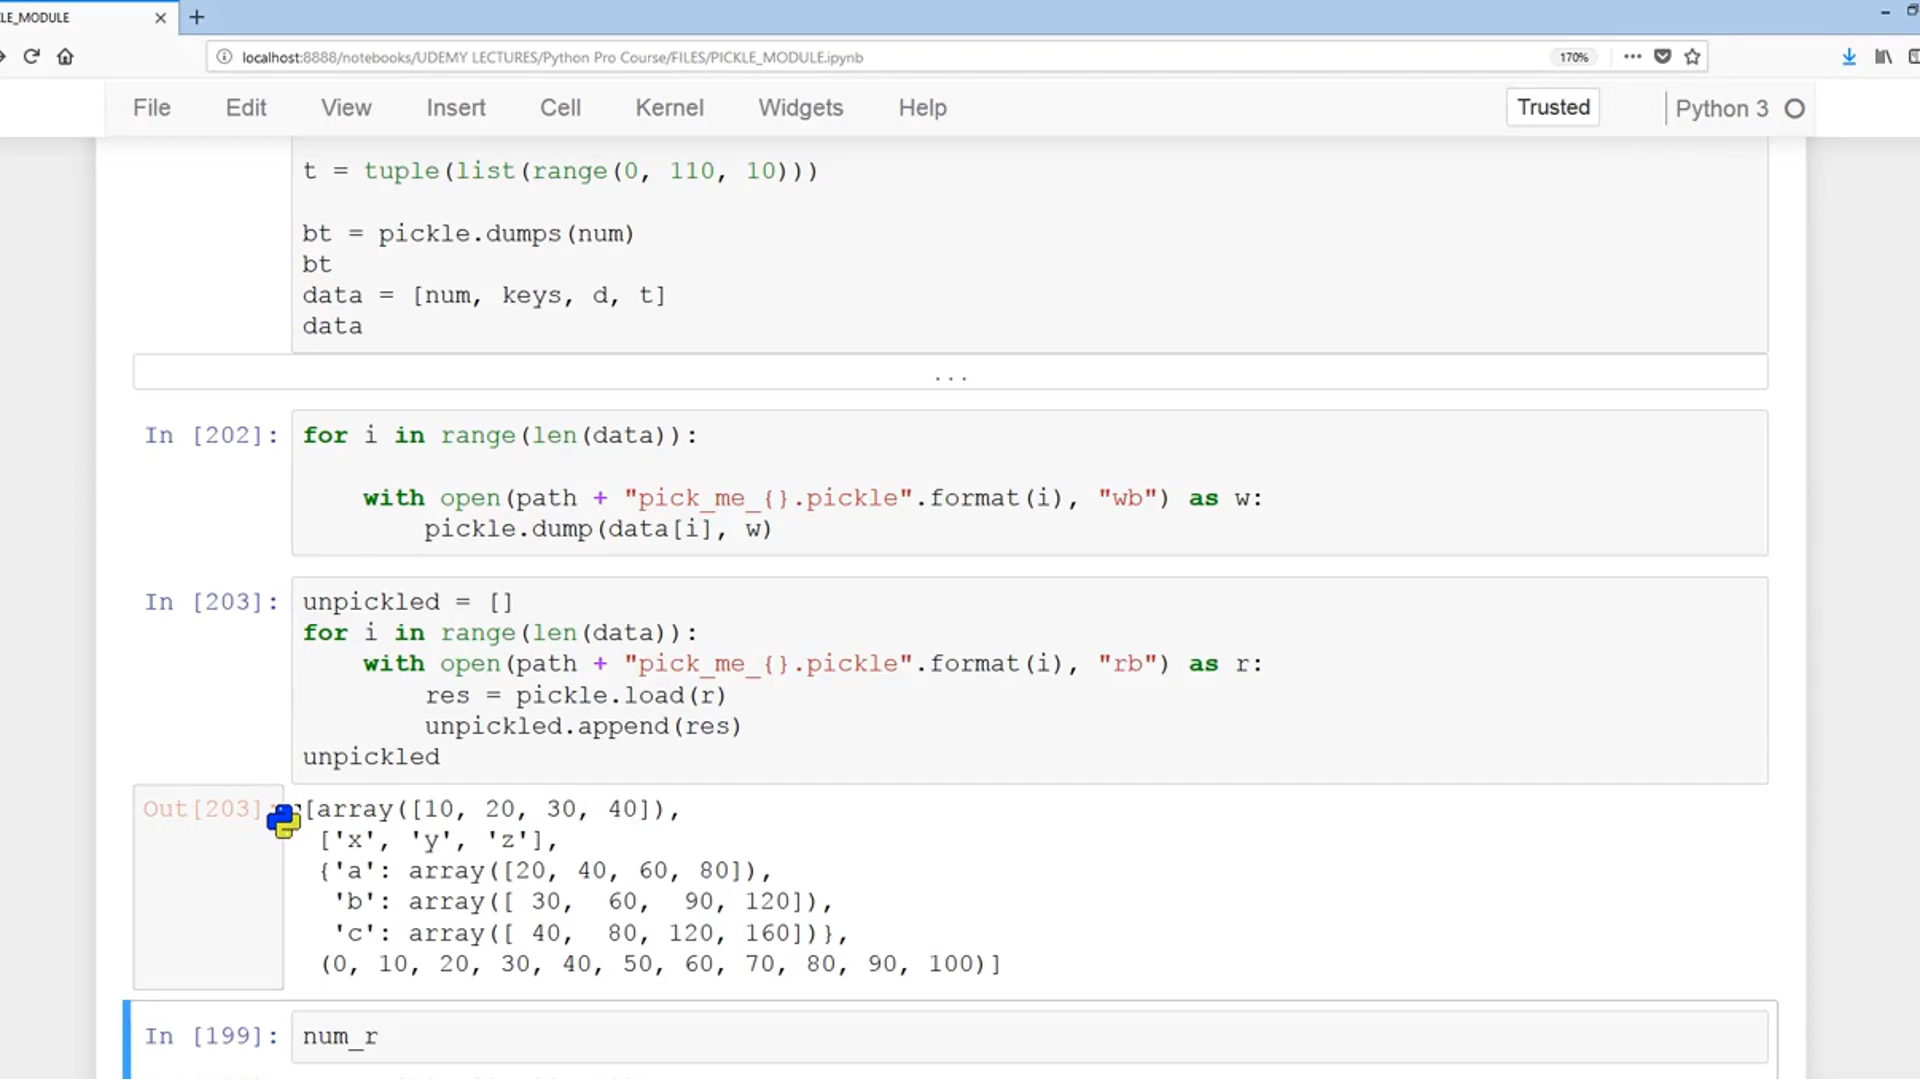 LE_MODULE
localhost:8888/notebooks/UDEMY LECTURES/Python Pro Course/FILES/PICKLE_MODULE.ipynb
170%
File Edit View Insert Cell Kernel Widgets Help
Trusted
Python 3
t = tuple(list(range(0, 110, 10)))
bt = pickle.dumps(num)
bt
data = [num, keys, d, t]
data
...
In [202]: for i in range(len(data)):
with open(path + "pick_me_{}.pickle".format(i), "wb") as w:
pickle.dump(data[i], w)
In [203]: unpickled = []
for i in range(len(data)):
with open(path + "pick_me_{}.pickle".format(i), "rb") as r:
res = pickle.load(r)
unpickled.append(res)
unpickled
Out[203]: [array([10, 20, 30, 40]),
['x', 'y', 'z'],
{'a': array([20, 40, 60, 80]),
'b': array([ 30, 60, 90, 120]),
'c': array([ 40, 80, 120, 160])},
(0, 10, 20, 30, 40, 50, 60, 70, 80, 90, 100)]
In [199]: num_r